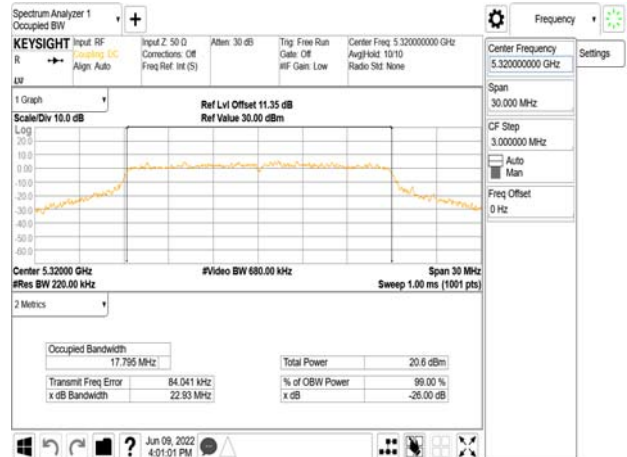 Spectrum Analyzer 1
Occupied BW
+
Frequency
KEYSIGHT
R
LXI
Input: RF
Coupling: DC
Align: Auto
Input Z: 50 Ω
Corrections: Off
Freq Ref: Int (S)
Atten: 30 dB
Trig: Free Run
Gate: Off
#IF Gain: Low
Center Freq: 5.320000000 GHz
Avg|Hold: 10/10
Radio Std: None
Center Frequency
5.320000000 GHz
Settings
Span
30.000 MHz
CF Step
3.000000 MHz
Auto
Man
Freq Offset
0 Hz
1 Graph
Scale/Div 10.0 dB
Ref Lvl Offset 11.35 dB
Ref Value 30.00 dBm
Log
20.0
10.0
0.00
-10.0
-20.0
-30.0
-40.0
-50.0
-60.0
Center 5.32000 GHz
#Res BW 220.00 kHz
#Video BW 680.00 kHz
Span 30 MHz
Sweep 1.00 ms (1001 pts)
2 Metrics
Occupied Bandwidth
17.795 MHz
Total Power 20.6 dBm
Transmit Freq Error 84.041 kHz
% of OBW Power 99.00 %
x dB Bandwidth 22.93 MHz
x dB -26.00 dB
?
Jun 09, 2022
4:01:01 PM